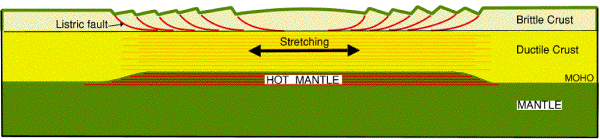 Brittle Crust
Listric fault
Stretching
Ductile Crust
HOT MANTLE
MOHO
MANTLE